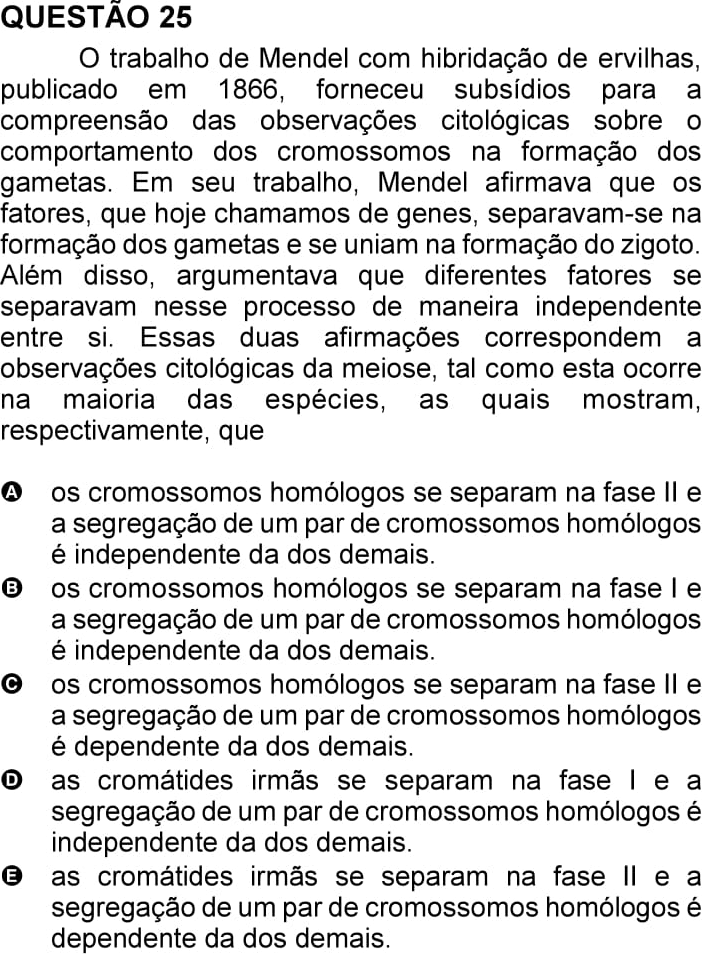 QUESTÃO 25
O trabalho de Mendel com hibridação de ervilhas,
publicado em 1866, forneceu subsídios para a
compreensão das observações citológicas sobre o
comportamento dos cromossomos na formação dos
gametas. Em seu trabalho, Mendel afirmava que os
fatores, que hoje chamamos de genes, separavam-se na
formação dos gametas e se uniam na formação do zigoto.
Além disso, argumentava que diferentes fatores se
separavam nesse processo de maneira independente
entre si. Essas duas afirmações correspondem a
observações citológicas da meiose, tal como esta ocorre
na maioria das espécies, as quais mostram,
respectivamente, que
A os cromossomos homólogos se separam na fase II e
a segregação de um par de cromossomos homólogos
é independente da dos demais.
B os cromossomos homólogos se separam na fase I e
a segregação de um par de cromossomos homólogos
é independente da dos demais.
C os cromossomos homólogos se separam na fase II e
a segregação de um par de cromossomos homólogos
é dependente da dos demais.
D as cromátides irmãs se separam na fase I e a
segregação de um par de cromossomos homólogos é
independente da dos demais.
E as cromátides irmãs se separam na fase II e a
segregação de um par de cromossomos homólogos é
dependente da dos demais.